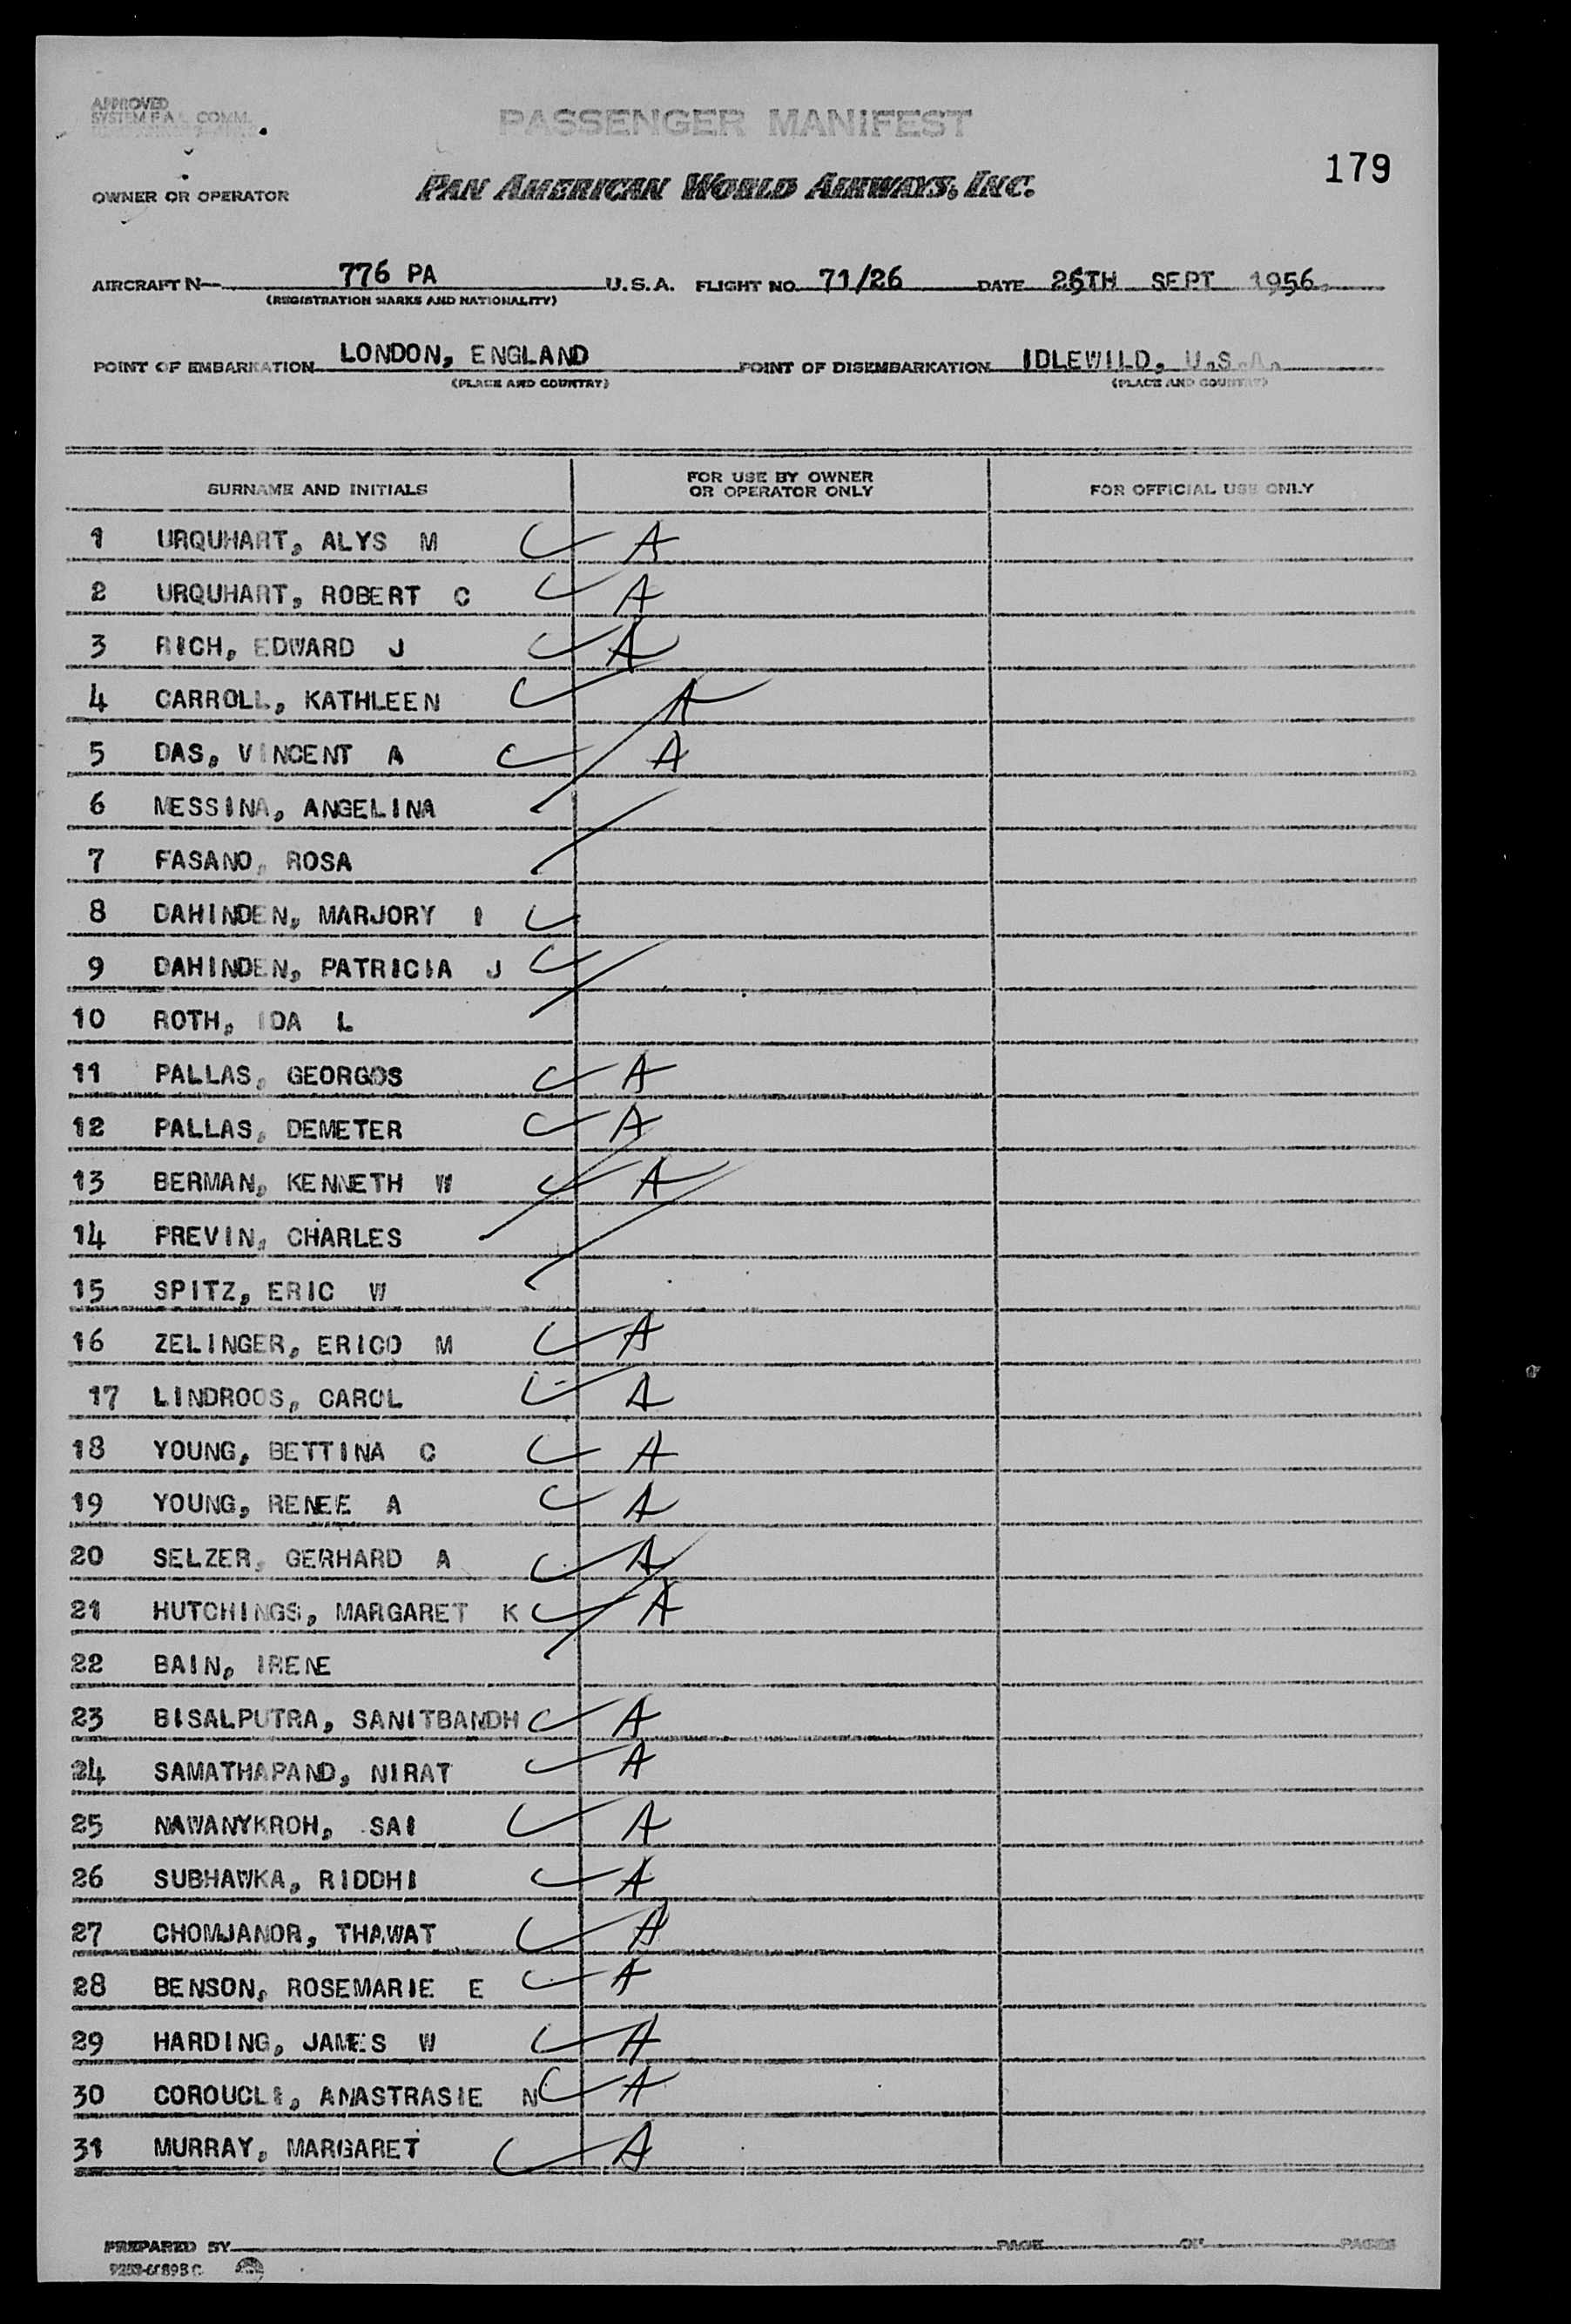 APPROVED
SYSTEM F A L COMM.
PASSENGER MANIFEST
179
OWNER OR OPERATOR PAN AMERICAN WORLD AIRWAYS, INC.
AIRCRAFT N- 776 PA U.S.A. FLIGHT NO. 71/26 DATE 26TH SEPT 1956.
(REGISTRATION MARKS AND NATIONALITY)
POINT OF EMBARKATION LONDON, ENGLAND POINT OF DISEMBARKATION IDLEWILD, U.S.A.
(PLACE AND COUNTRY) (PLACE AND COUNTRY)
SURNAME AND INITIALS FOR USE BY OWNER OR OPERATOR ONLY FOR OFFICIAL USE ONLY
1 URQUHART, ALYS M A
2 URQUHART, ROBERT C A
3 RICH, EDWARD J A
4 CARROLL, KATHLEEN A
5 DAS, VINCENT A A
6 MESSINA, ANGELINA
7 FASANO, ROSA
8 DAHINDEN, MARJORY I
9 DAHINDEN, PATRICIA J
10 ROTH, IDA L
11 PALLAS, GEORGOS A
12 PALLAS, DEMETER A
13 BERMAN, KENNETH W A
14 PREVIN, CHARLES
15 SPITZ, ERIC W
16 ZELINGER, ERICO M A
17 LINDROOS, CAROL A
18 YOUNG, BETTINA C A
19 YOUNG, RENEE A A
20 SELZER, GERHARD A A
21 HUTCHINGS, MARGARET K A
22 BAIN, IRENE
23 BISALPUTRA, SANITBANDH A
24 SAMATHAPAND, NIRAT A
25 NAWANYKROH, SAI A
26 SUBHAWKA, RIDDHI A
27 CHOMJANOR, THAWAT A
28 BENSON, ROSEMARIE E A
29 HARDING, JAMES W A
30 COROUCLI, ANASTRASIE N A
31 MURRAY, MARGARET A
PREPARED BY PAGE OF PAGES